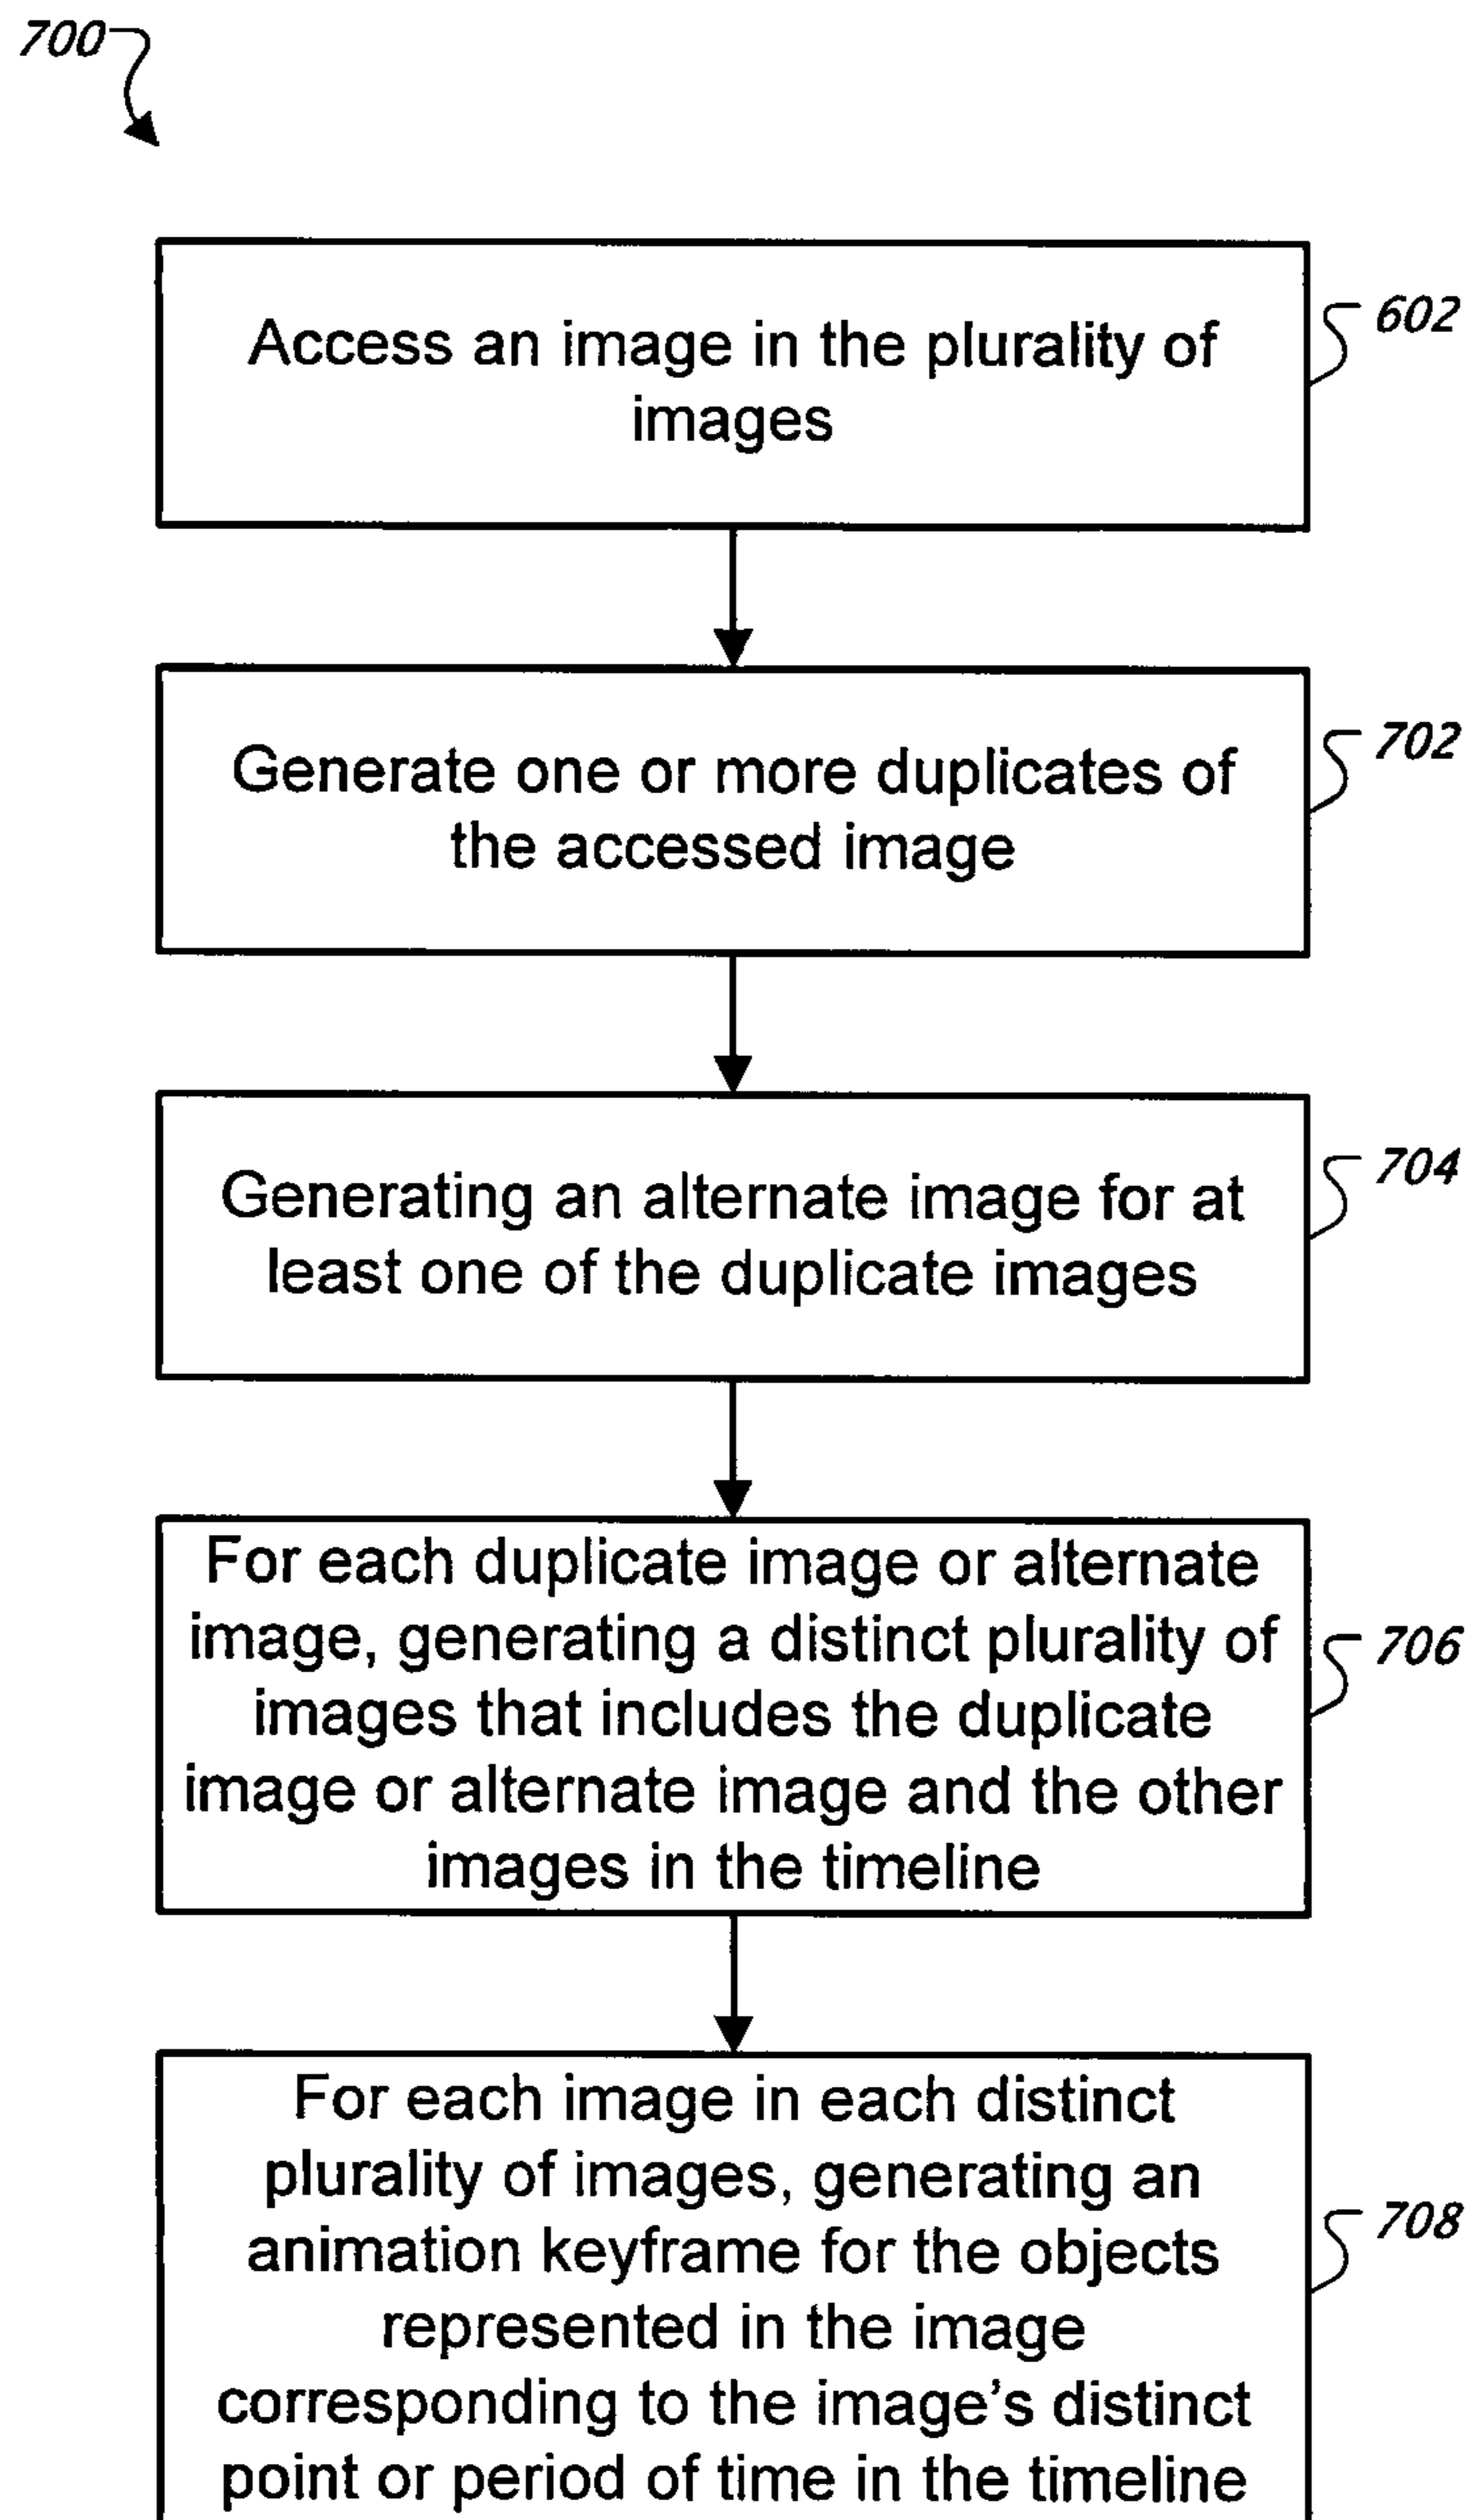 700
Access an image in the plurality of
images
602
Generate one or more duplicates of
the accessed image
702
Generating an alternate image for at
least one of the duplicate images
704
For each duplicate image or alternate
image, generating a distinct plurality of
images that includes the duplicate
image or alternate image and the other
images in the timeline
706
For each image in each distinct
plurality of images, generating an
animation keyframe for the objects
represented in the image
corresponding to the image's distinct
point or period of time in the timeline
708